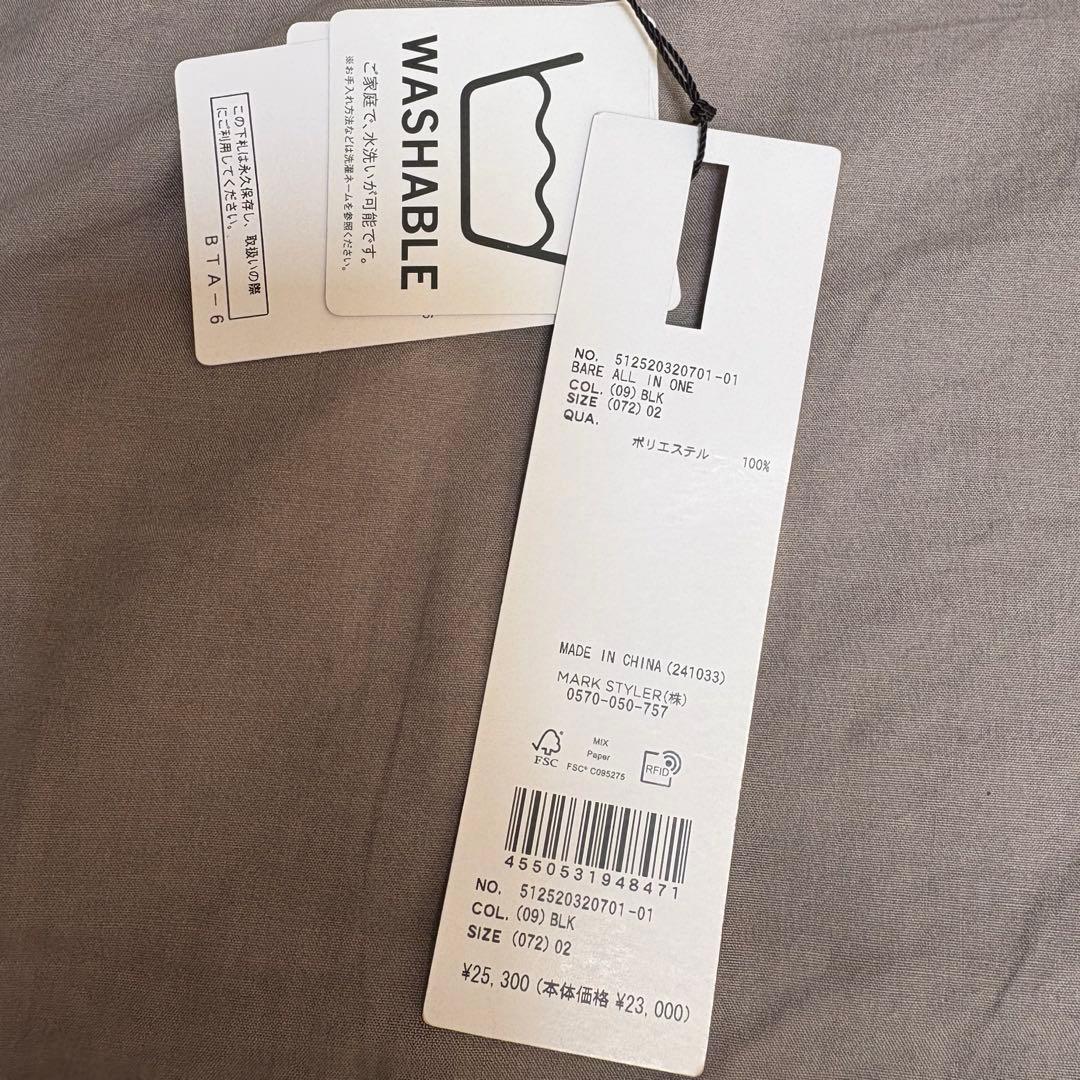 この下札は永久保存し、取扱いの際
にご利用してください。
BTA-6
WASHABLE
ご家庭で、水洗いが可能です。
※お手入れ方法などは洗濯ネームを参照ください。
NO. 512520320701-01
BARE ALL IN ONE
COL. (09) BLK
SIZE (072) 02
QUA.
ポリエステル 100%
MADE IN CHINA (241033)
MARK STYLER(株)
0570-050-757
FSC
MIX
Paper
FSC® C095275
RFID
4550531948471
NO. 512520320701-01
COL. (09) BLK
SIZE (072) 02
¥25,300 (本体価格 ¥23,000)